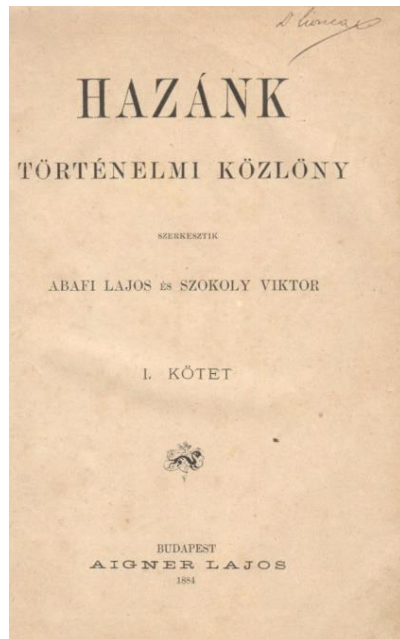 HAZÁNK
TÖRTÉNELMI KÖZLÖNY
SZERKESZTIK
ABAFI LAJOS ÉS SZOKOLY VIKTOR
I. KÖTET
BUDAPEST
AIGNER LAJOS
1884